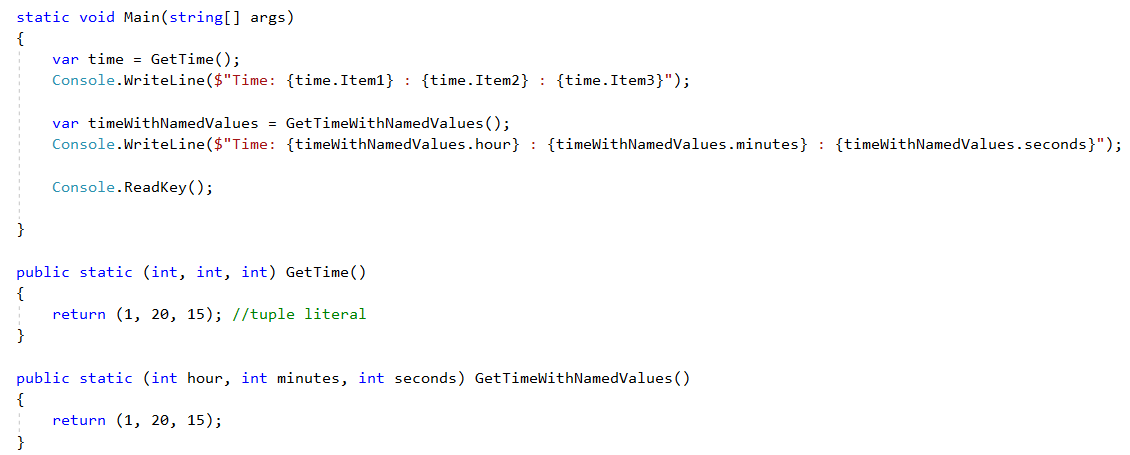 static void Main(string[] args)
{
    var time = GetTime();
    Console.WriteLine($"Time: {time.Item1} : {time.Item2} : {time.Item3}");

    var timeWithNamedValues = GetTimeWithNamedValues();
    Console.WriteLine($"Time: {timeWithNamedValues.hour} : {timeWithNamedValues.minutes} : {timeWithNamedValues.seconds}");

    Console.ReadKey();

}

public static (int, int, int) GetTime()
{
    return (1, 20, 15); //tuple literal
}

public static (int hour, int minutes, int seconds) GetTimeWithNamedValues()
{
    return (1, 20, 15);
}